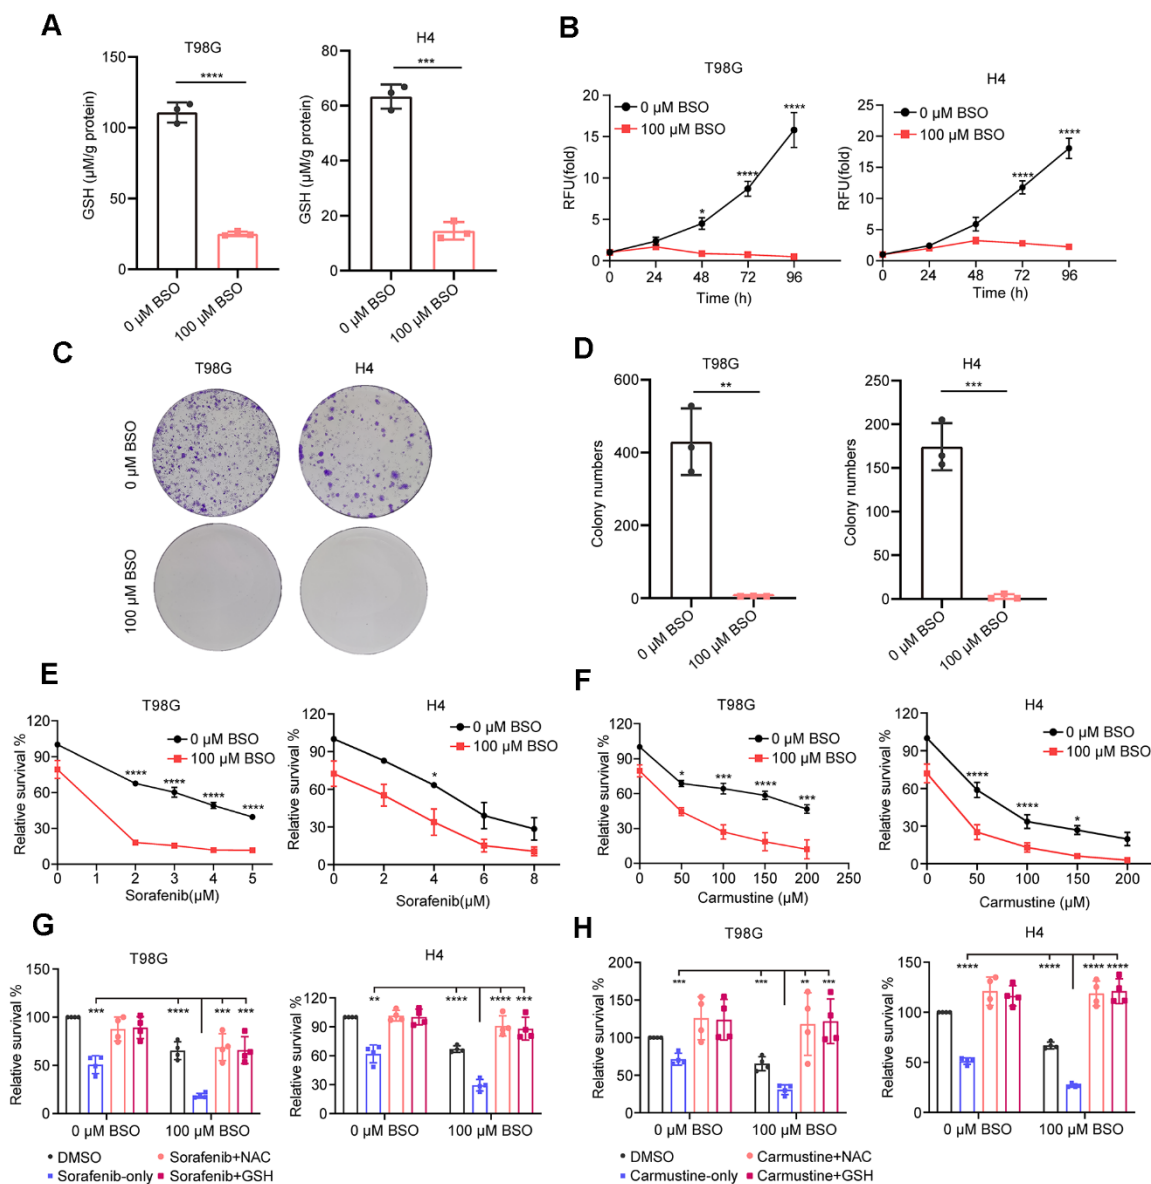 A
T98G
GSH (µM/g protein)
150
100
50
0
****
0 µM BSO
100 µM BSO
H4
GSH (µM/g protein)
80
60
40
20
0
***
0 µM BSO
100 µM BSO
B
T98G
RFU(fold)
20
15
10
5
0
0 µM BSO
100 µM BSO
*
****
****
0 24 48 72 96
Time (h)
H4
RFU(fold)
25
20
15
10
5
0
0 µM BSO
100 µM BSO
****
****
0 24 48 72 96
Time (h)
C
T98G H4
0 µM BSO
100 µM BSO
D
T98G
Colony numbers
600
400
200
0
**
0 µM BSO
100 µM BSO
H4
Colony numbers
250
200
150
100
50
0
***
0 µM BSO
100 µM BSO
E
T98G
Relative survival %
120
90
60
30
0
0 µM BSO
100 µM BSO
**** **** **** ****
0 1 2 3 4 5
Sorafenib(µM)
H4
Relative survival %
120
90
60
30
0
0 µM BSO
100 µM BSO
*
0 2 4 6 8
Sorafenib(µM)
F
T98G
Relative survival %
120
90
60
30
0
0 µM BSO
100 µM BSO
* *** **** ***
0 50 100 150 200 250
Carmustine (µM)
H4
Relative survival %
120
90
60
30
0
0 µM BSO
100 µM BSO
**** **** *
0 50 100 150 200
Carmustine (µM)
G
T98G
Relative survival %
150
100
50
0
*** **** *** ***
0 µM BSO 100 µM BSO
H4
Relative survival %
120
90
60
30
0
** **** **** ***
0 µM BSO 100 µM BSO
DMSO Sorafenib+NAC
Sorafenib-only Sorafenib+GSH
H
T98G
Relative survival %
200
150
100
50
0
*** *** ** ***
0 µM BSO 100 µM BSO
H4
Relative survival %
150
100
50
0
**** **** **** ****
0 µM BSO 100 µM BSO
DMSO Carmustine+NAC
Carmustine-only Carmustine+GSH